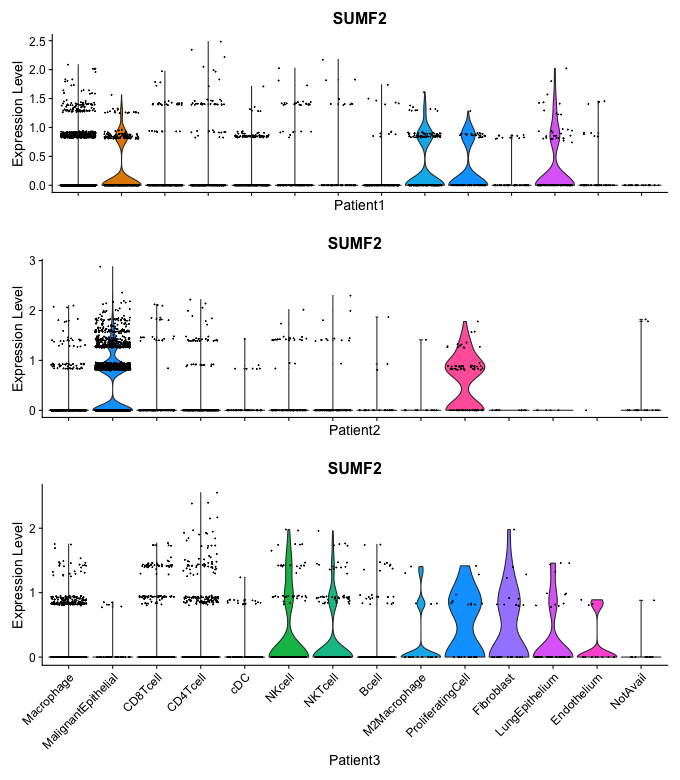 SUMF2
Expression Level
2.5
2.0
1.5
1.0
0.5
0.0
Patient1
SUMF2
Expression Level
3
2
1
0
Patient2
SUMF2
Expression Level
2
1
0
Macrophage
MalignantEpithelial
CD8Tcell
CD4Tcell
cDC
NKcell
NKTcell
Bcell
M2Macrophage
ProliferatingCell
Fibroblast
LungEpithelium
Endothelium
NotAvail
Patient3